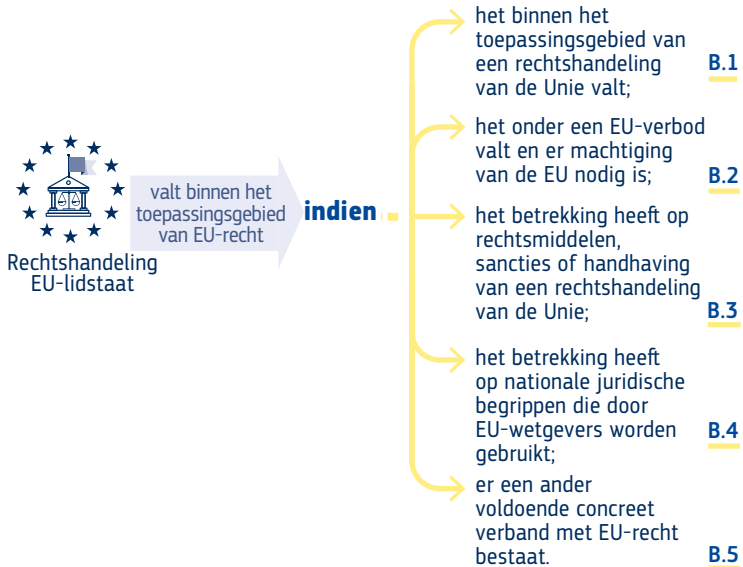 Rechtshandeling
EU-lidstaat
valt binnen het
toepassingsgebied
van EU-recht
indien
het binnen het
toepassingsgebied van
een rechtshandeling
van de Unie valt;
B.1
het onder een EU-verbod
valt en er machtiging
van de EU nodig is;
B.2
het betrekking heeft op
rechtsmiddelen,
sancties of handhaving
van een rechtshandeling
van de Unie;
B.3
het betrekking heeft
op nationale juridische
begrippen die door
EU-wetgevers worden
gebruikt;
B.4
er een ander
voldoende concreet
verband met EU-recht
bestaat.
B.5